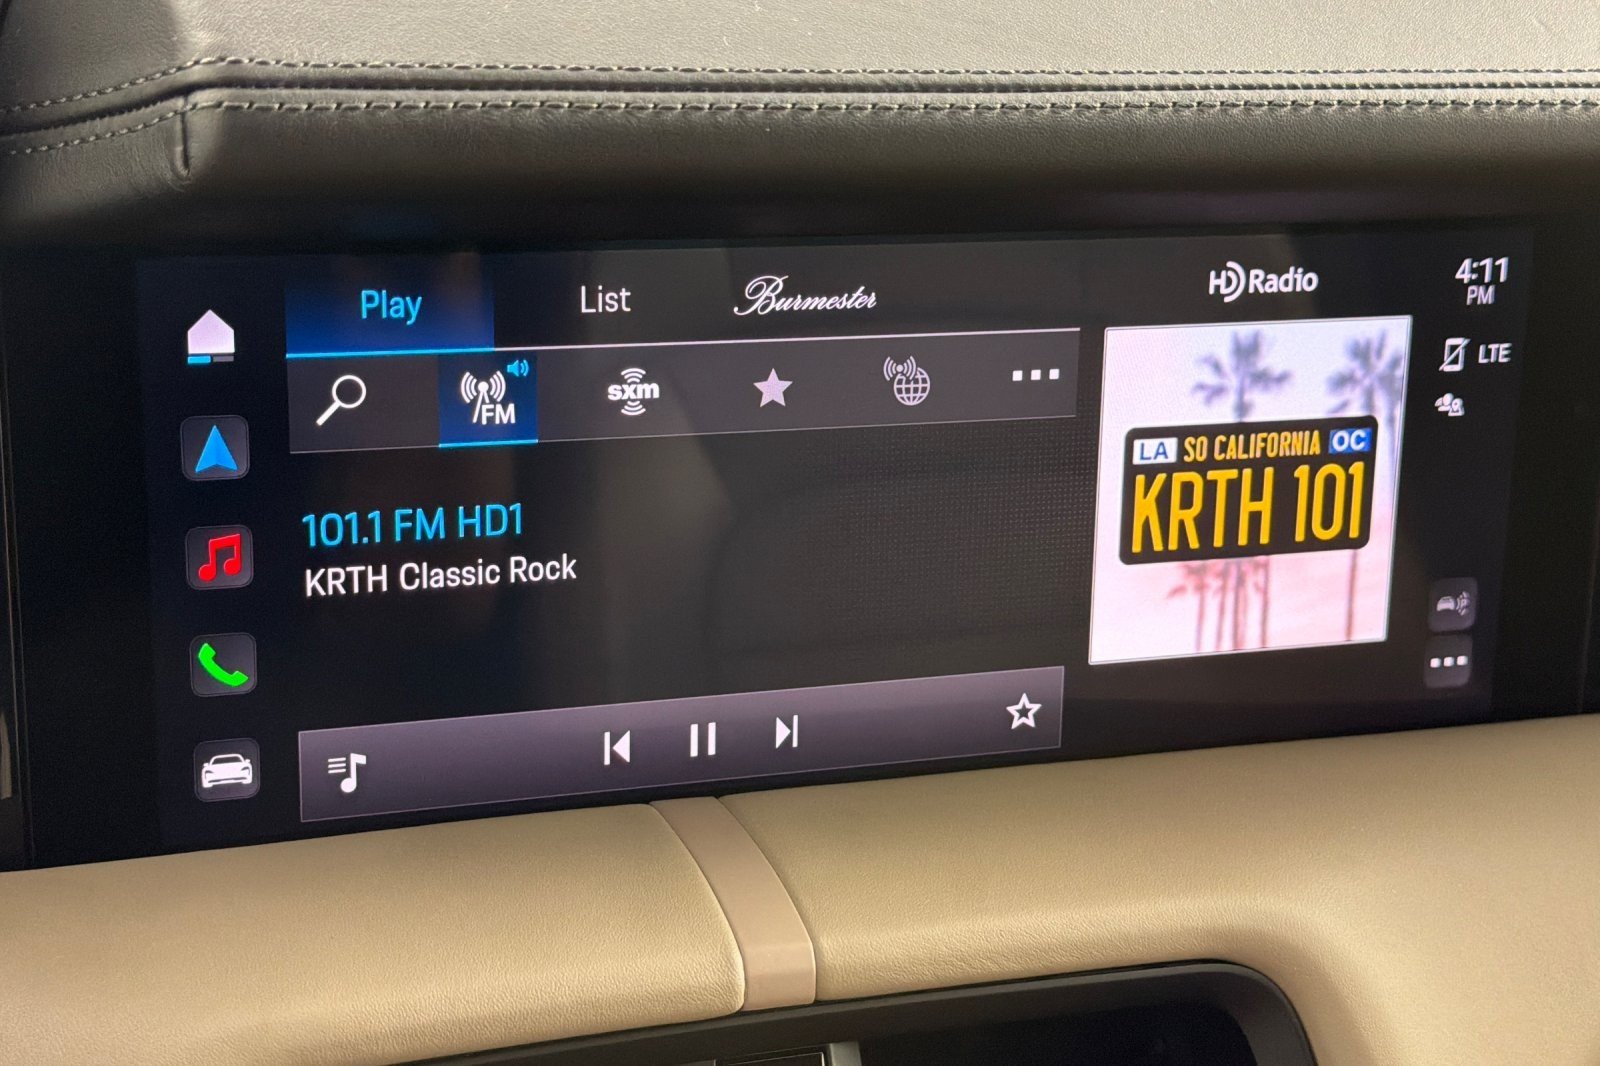 Play
List
Burmester
HD Radio
4:11
PM
FM
sxm
LTE
LA SO CALIFORNIA OC
KRTH 101
101.1 FM HD1
KRTH Classic Rock